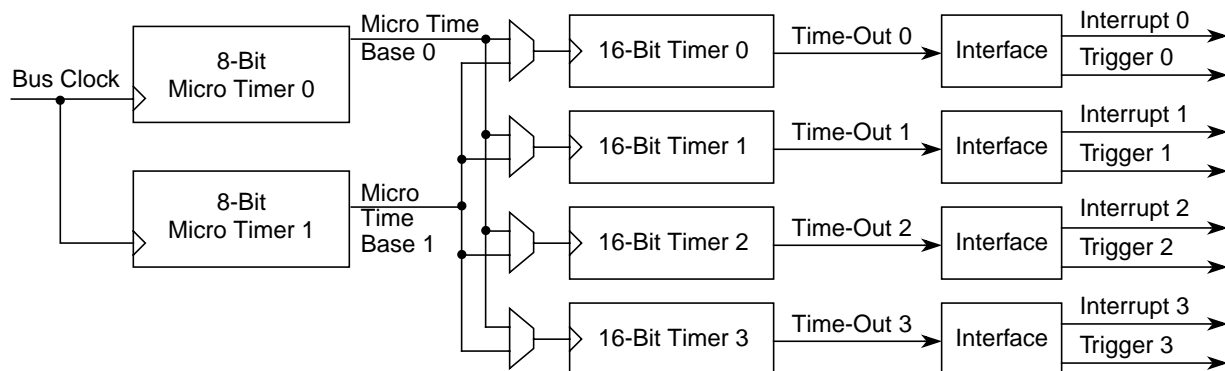 Bus Clock
8-Bit
Micro Timer 0
8-Bit
Micro Timer 1
Micro Time
Base 0
Micro
Time
Base 1
16-Bit Timer 0
Time-Out 0
Interface
Interrupt 0
Trigger 0
16-Bit Timer 1
Time-Out 1
Interface
Interrupt 1
Trigger 1
16-Bit Timer 2
Time-Out 2
Interface
Interrupt 2
Trigger 2
16-Bit Timer 3
Time-Out 3
Interface
Interrupt 3
Trigger 3